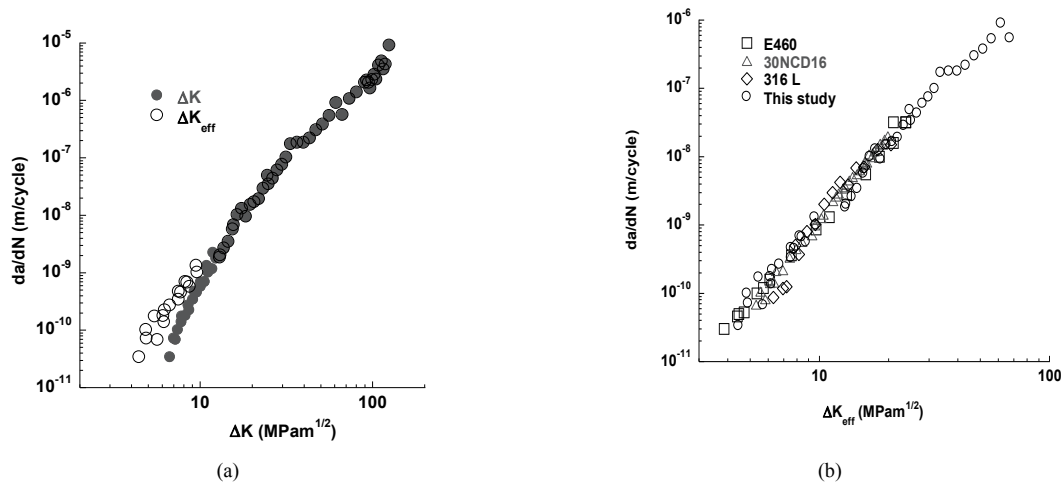 10-5
10-6
10-7
10-8
10-9
10-10
10-11
da/dN (m/cycle)
ΔK
ΔKeff
10
100
ΔK (MPam1/2)
(a)
10-6
10-7
10-8
10-9
10-10
10-11
da/dN (m/cycle)
E460
30NCD16
316 L
This study
10
100
ΔKeff (MPam1/2)
(b)